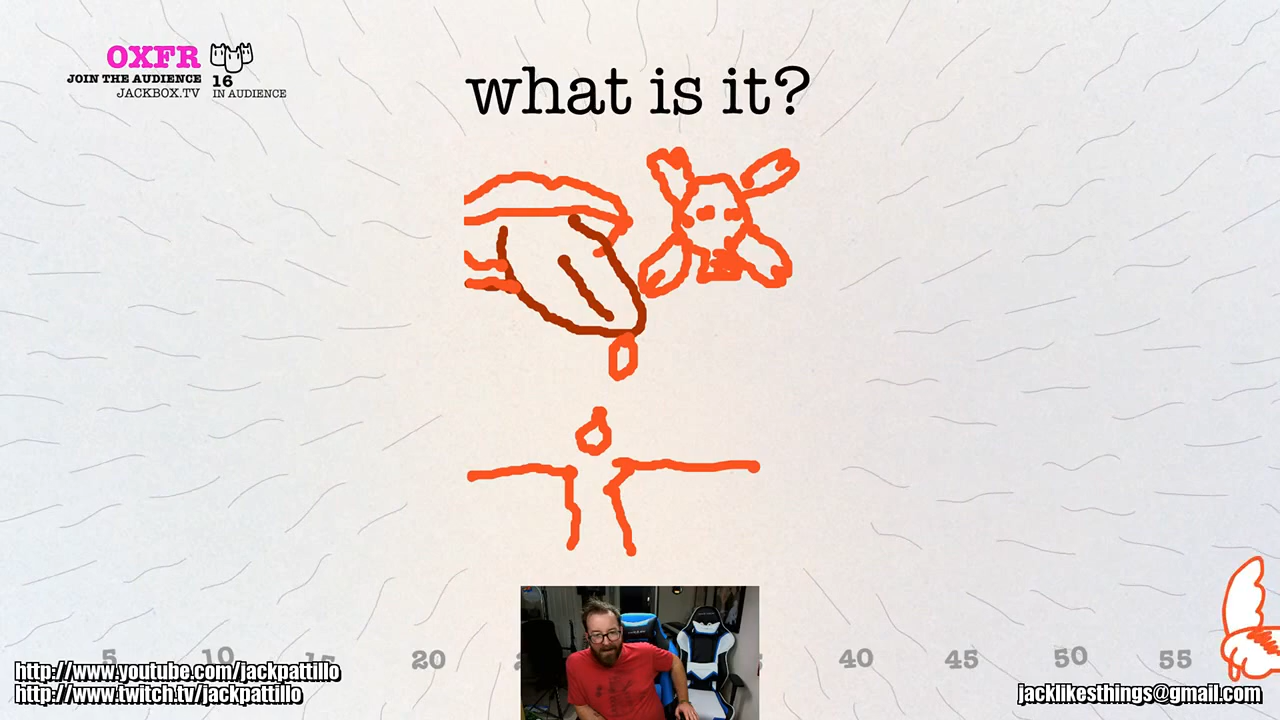 OXFR
JOIN THE AUDIENCE
JACKBOX.TV
16
IN AUDIENCE
what is it?
5 10 15 20 40 45 50 55
http://www.youtube.com/jackpattillo
http://www.twitch.tv/jackpattillo
jacklikesthings@gmail.com